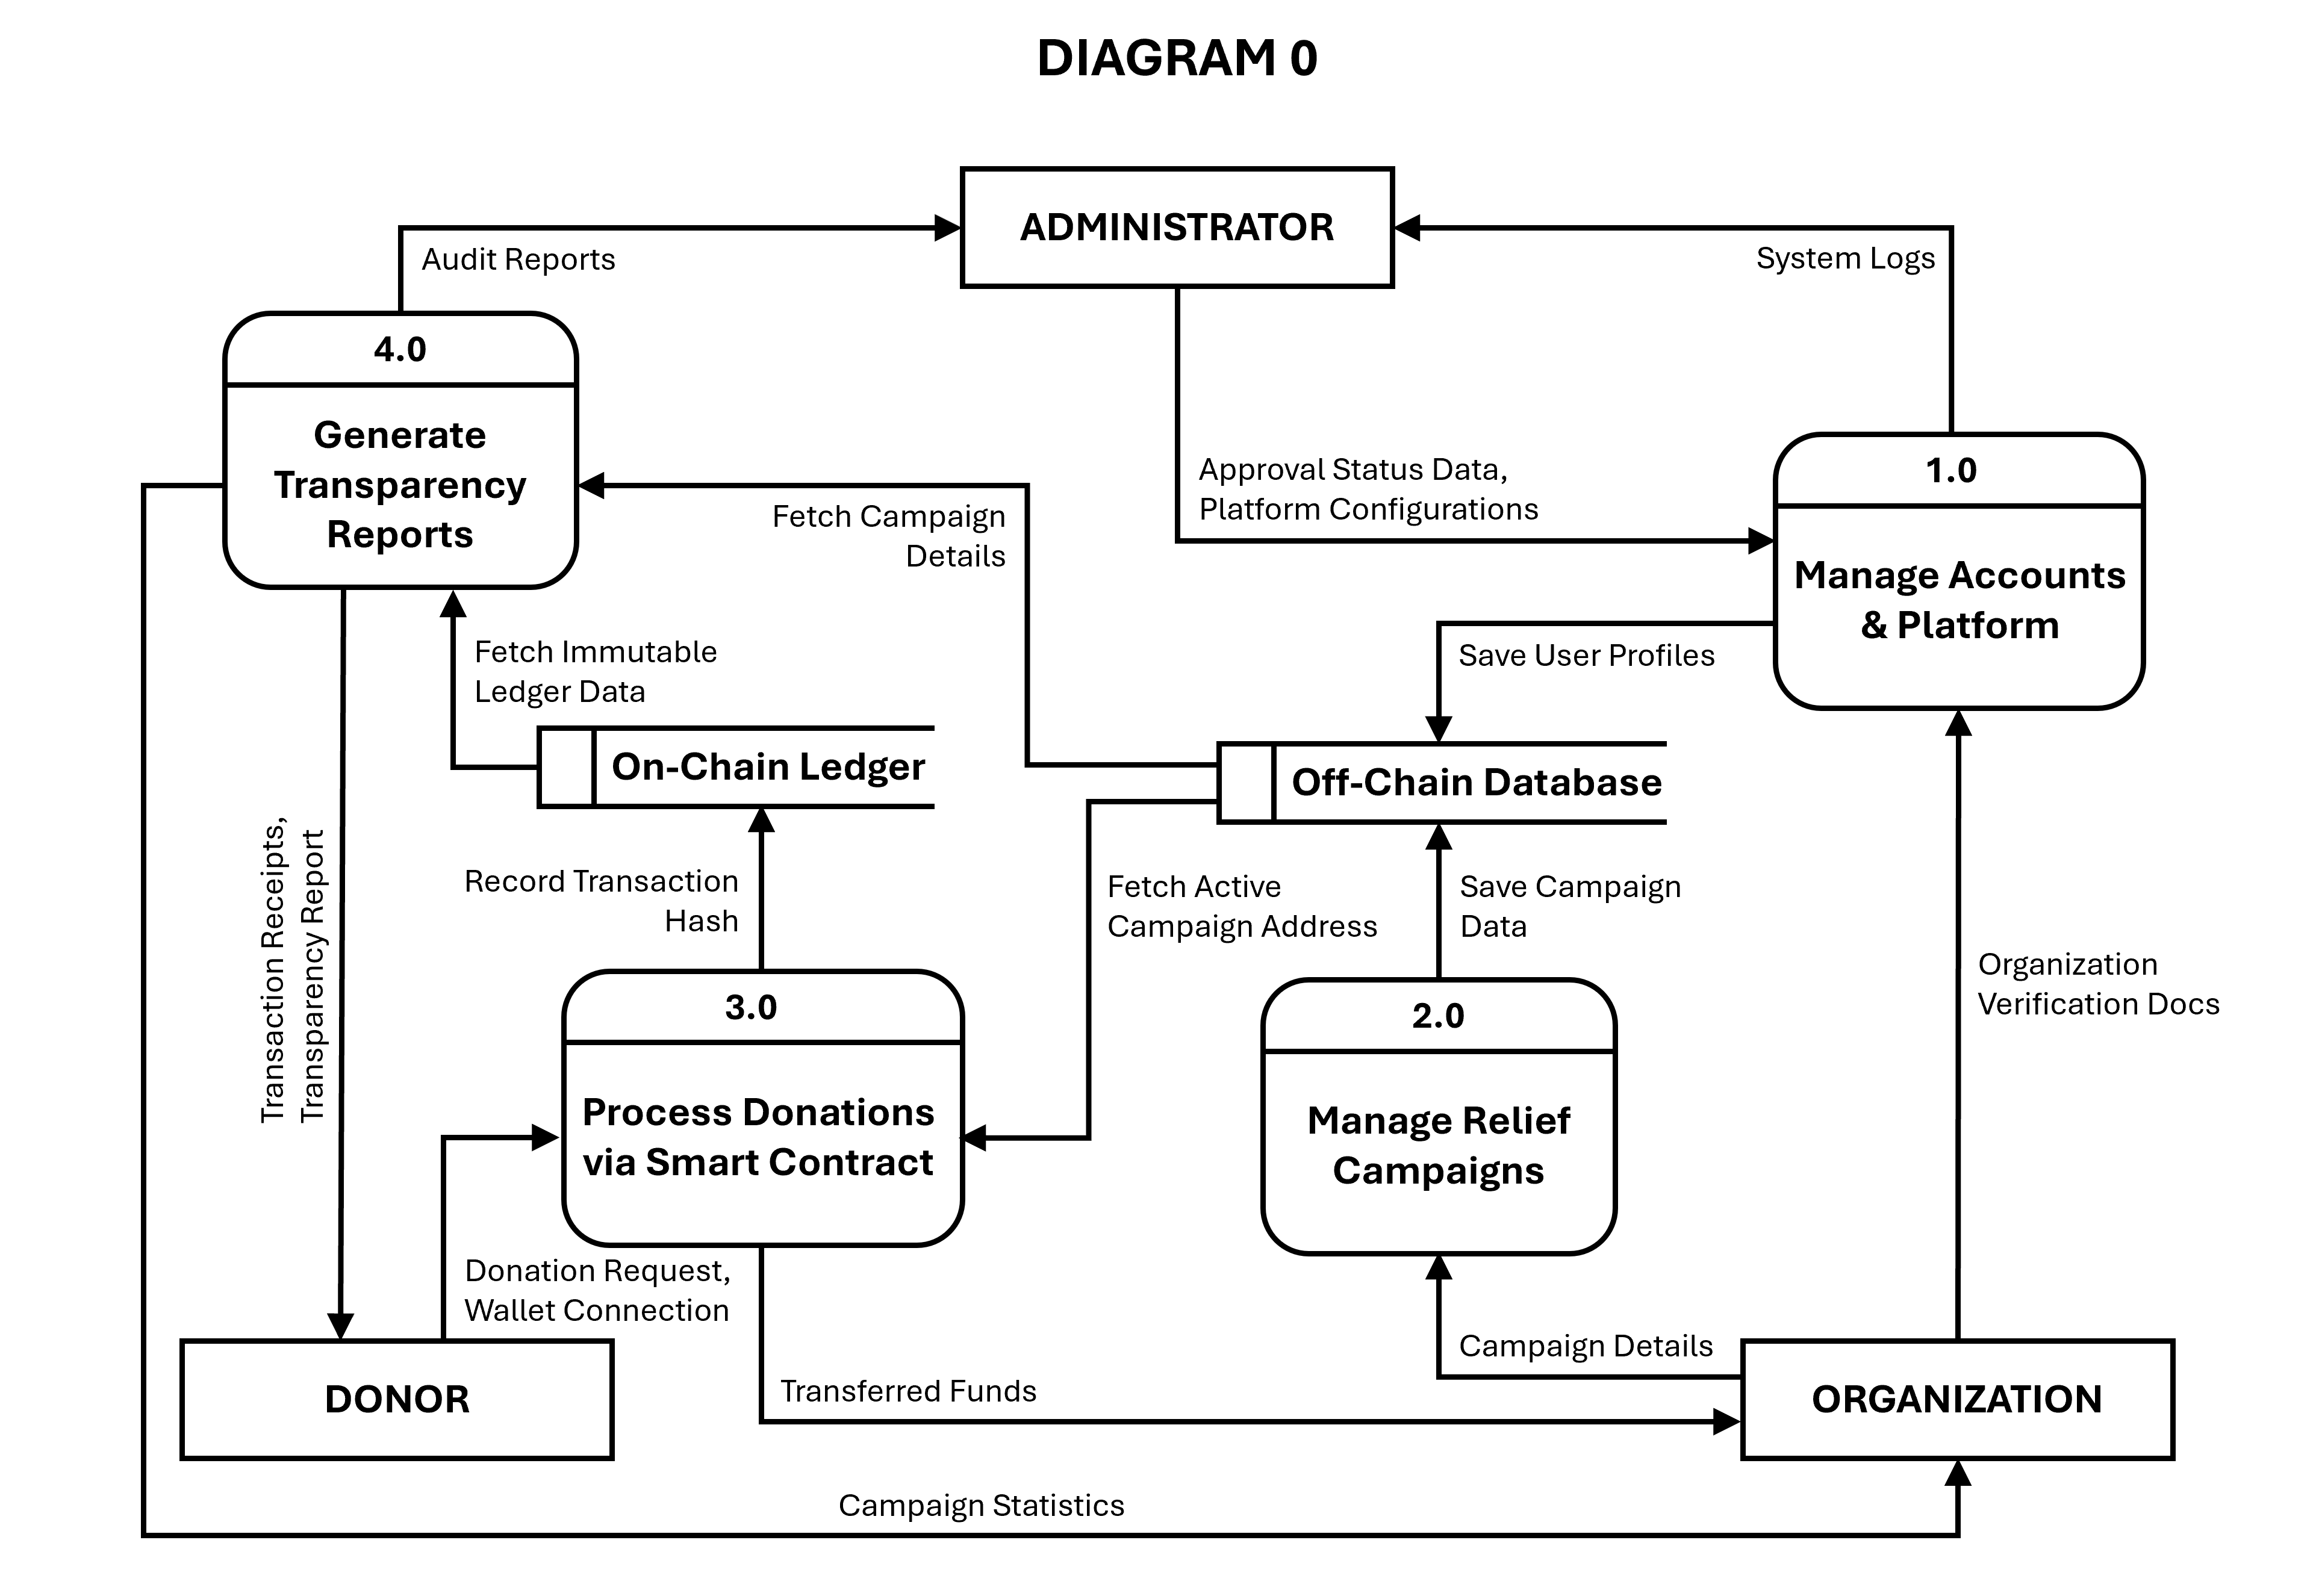 DIAGRAM 0
ADMINISTRATOR
Audit Reports
System Logs
4.0
Generate
Transparency
Reports
Approval Status Data,
Platform Configurations
1.0
Manage Accounts
& Platform
Fetch Campaign
Details
Fetch Immutable
Ledger Data
Save User Profiles
On-Chain Ledger
Off-Chain Database
Transaction Receipts,
Transparency Report
Record Transaction
Hash
Fetch Active
Campaign Address
Save Campaign
Data
Organization
Verification Docs
3.0
Process Donations
via Smart Contract
2.0
Manage Relief
Campaigns
Donation Request,
Wallet Connection
Campaign Details
Transferred Funds
DONOR
ORGANIZATION
Campaign Statistics